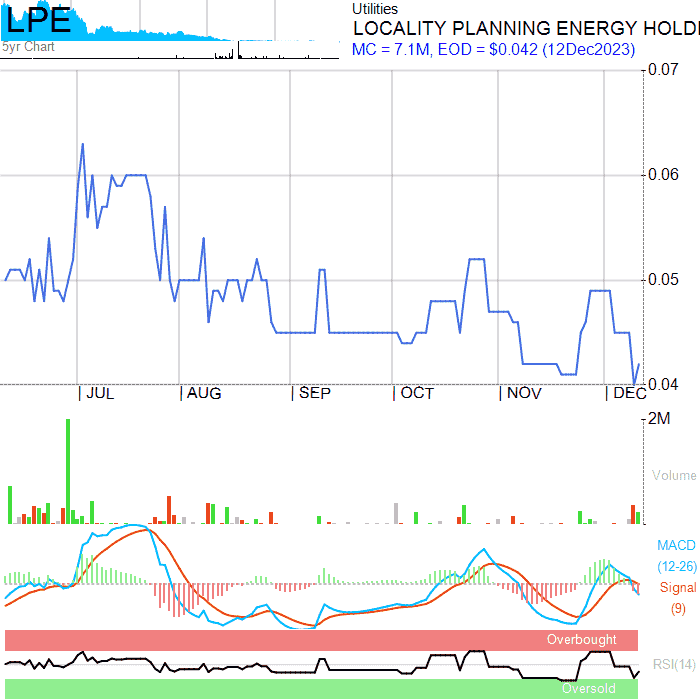 LPE
5yr Chart
Utilities
LOCALITY PLANNING ENERGY HOLDI
MC = 7.1M, EOD = $0.042 (12Dec2023)
0.07
0.06
0.05
0.04
JUL AUG SEP OCT NOV DEC
2M
Volume
MACD
(12-26)
Signal
(9)
Overbought
RSI(14)
Oversold